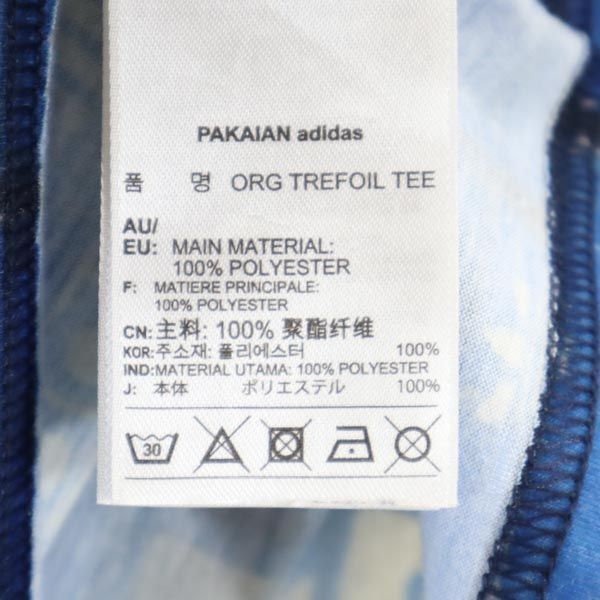 PAKAIAN adidas
품 명 ORG TREFOIL TEE
AU/
EU: MAIN MATERIAL:
100% POLYESTER
F: MATIERE PRINCIPALE:
100% POLYESTER
CN: 主料: 100% 聚酯纤维
KOR: 주소재: 폴리에스터 100%
IND: MATERIAL UTAMA: 100% POLYESTER
J: 本体 ポリエステル 100%
30